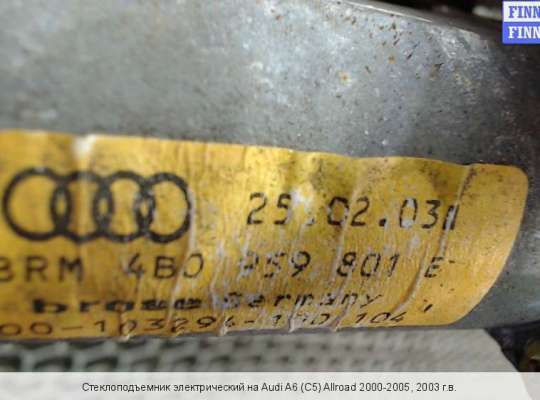 FINN
FINN
25.02.03
BRM 4B0 959 801 E
brose Germany
Стеклоподъемник электрический на Audi A6 (C5) Allroad 2000-2005, 2003 г.в.